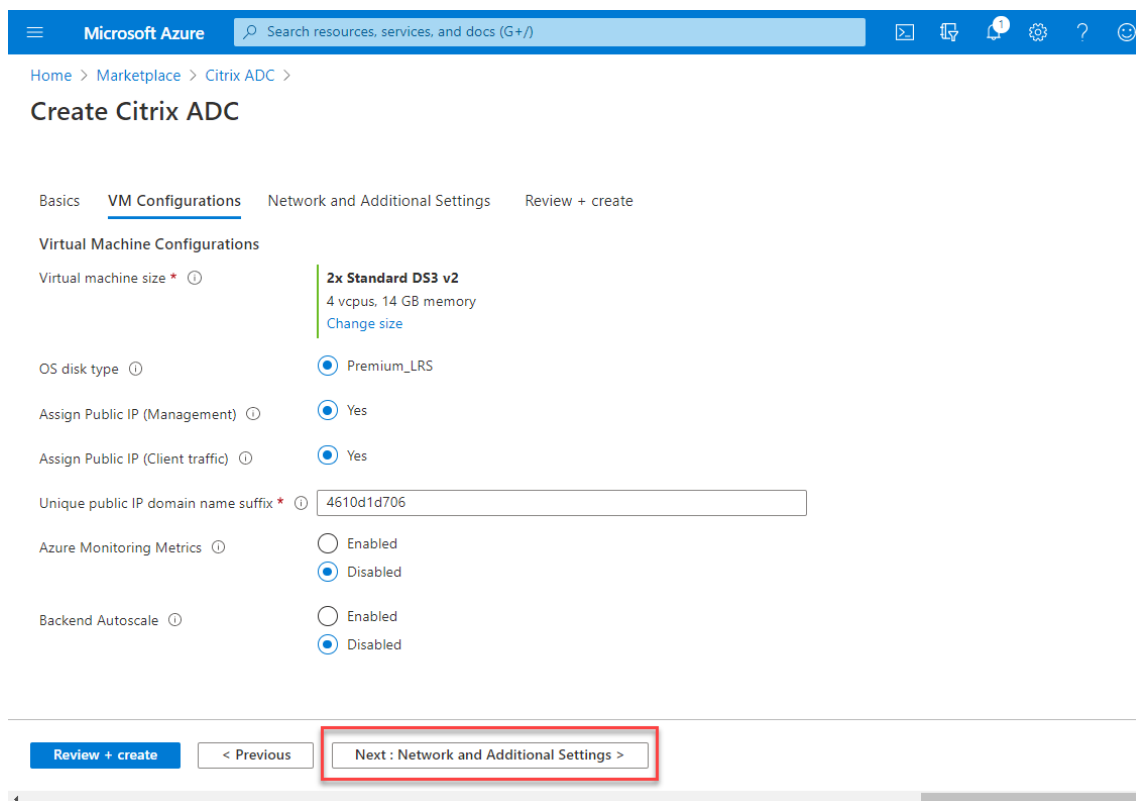 Microsoft Azure
Search resources, services, and docs (G+/)
1
Home > Marketplace > Citrix ADC >
Create Citrix ADC
Basics VM Configurations Network and Additional Settings Review + create
Virtual Machine Configurations
Virtual machine size *
2x Standard DS3 v2
4 vcpus, 14 GB memory
Change size
OS disk type
Premium_LRS
Assign Public IP (Management)
Yes
Assign Public IP (Client traffic)
Yes
Unique public IP domain name suffix *
4610d1d706
Azure Monitoring Metrics
Enabled
Disabled
Backend Autoscale
Enabled
Disabled
Review + create
< Previous
Next : Network and Additional Settings >